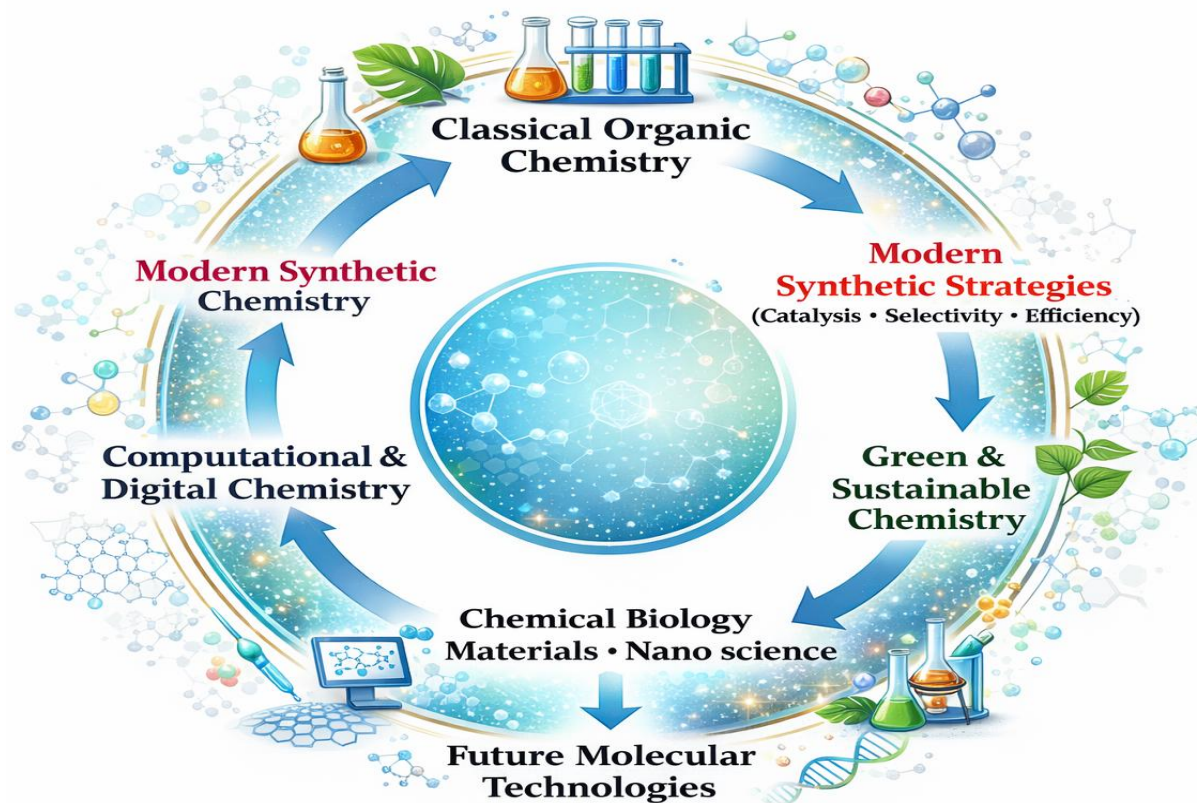 Classical Organic
Chemistry
Modern
Synthetic Strategies
(Catalysis • Selectivity • Efficiency)
Green &
Sustainable
Chemistry
Chemical Biology
Materials • Nano science
Future Molecular
Technologies
Computational &
Digital Chemistry
Modern Synthetic
Chemistry